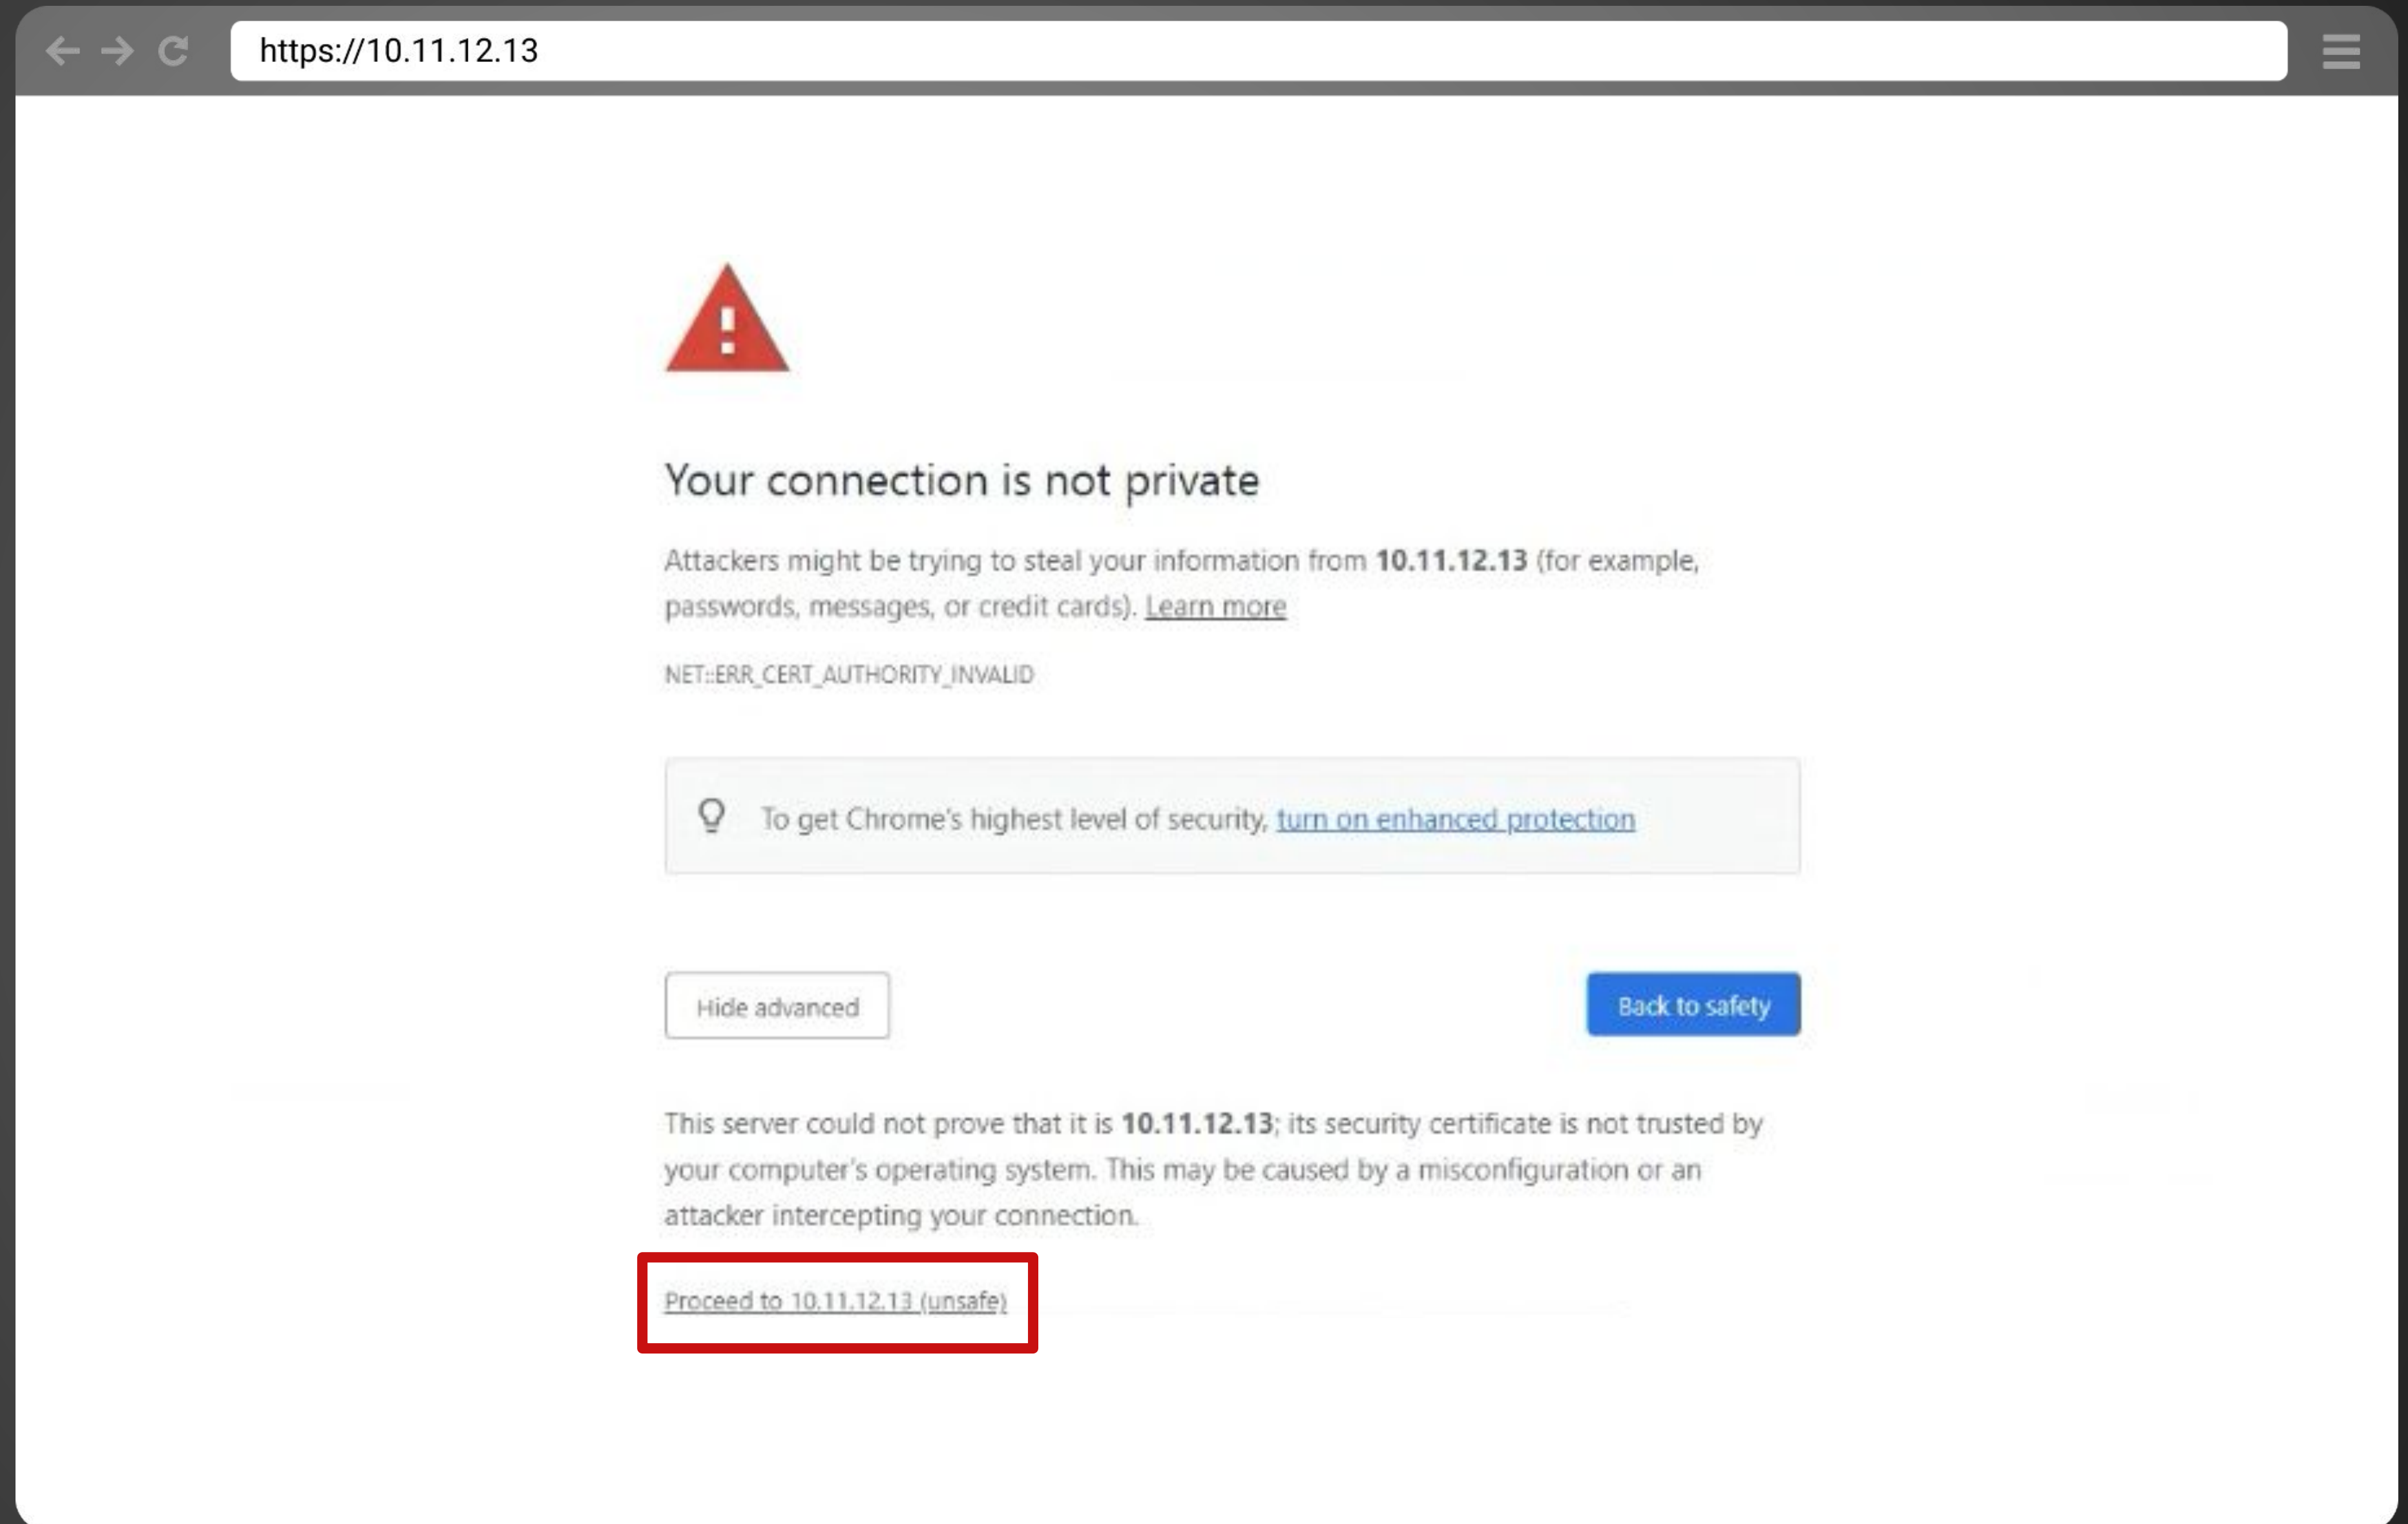 https://10.11.12.13
Your connection is not private
Attackers might be trying to steal your information from 10.11.12.13 (for example,
passwords, messages, or credit cards). Learn more
NET::ERR_CERT_AUTHORITY_INVALID
To get Chrome's highest level of security, turn on enhanced protection
Hide advanced
Back to safety
This server could not prove that it is 10.11.12.13; its security certificate is not trusted by
your computer's operating system. This may be caused by a misconfiguration or an
attacker intercepting your connection.
Proceed to 10.11.12.13 (unsafe)